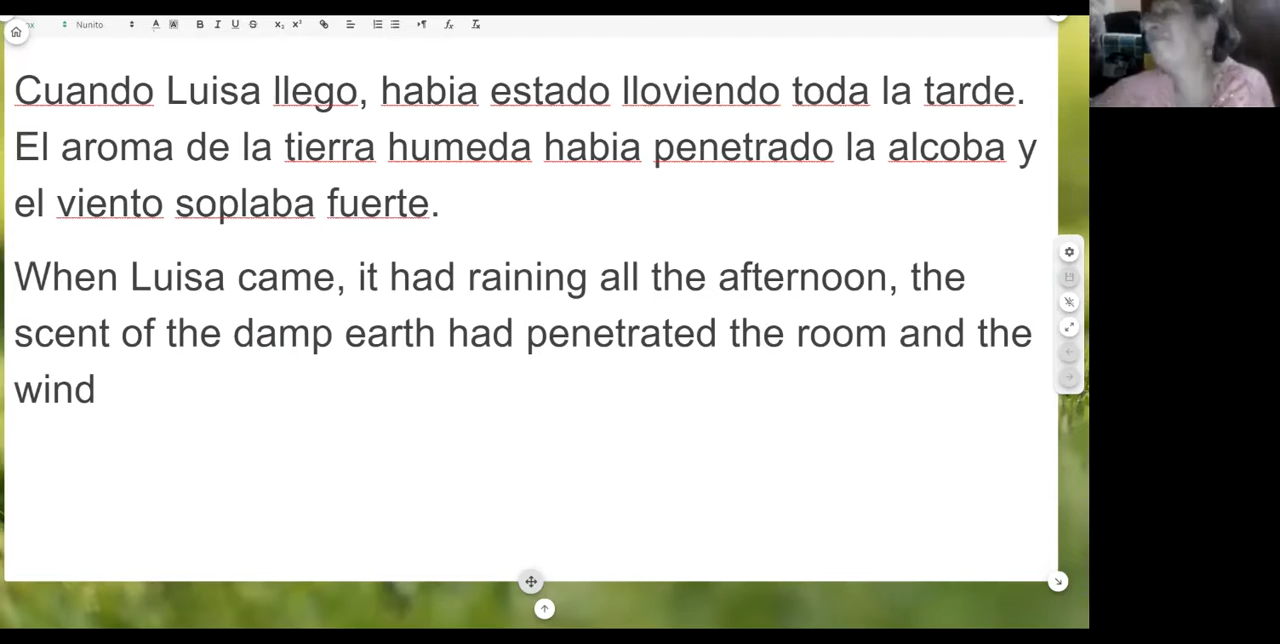 Nunito
Cuando Luisa llego, habia estado lloviendo toda la tarde.
El aroma de la tierra humeda habia penetrado la alcoba y
el viento soplaba fuerte.
When Luisa came, it had raining all the afternoon, the
scent of the damp earth had penetrated the room and the
wind